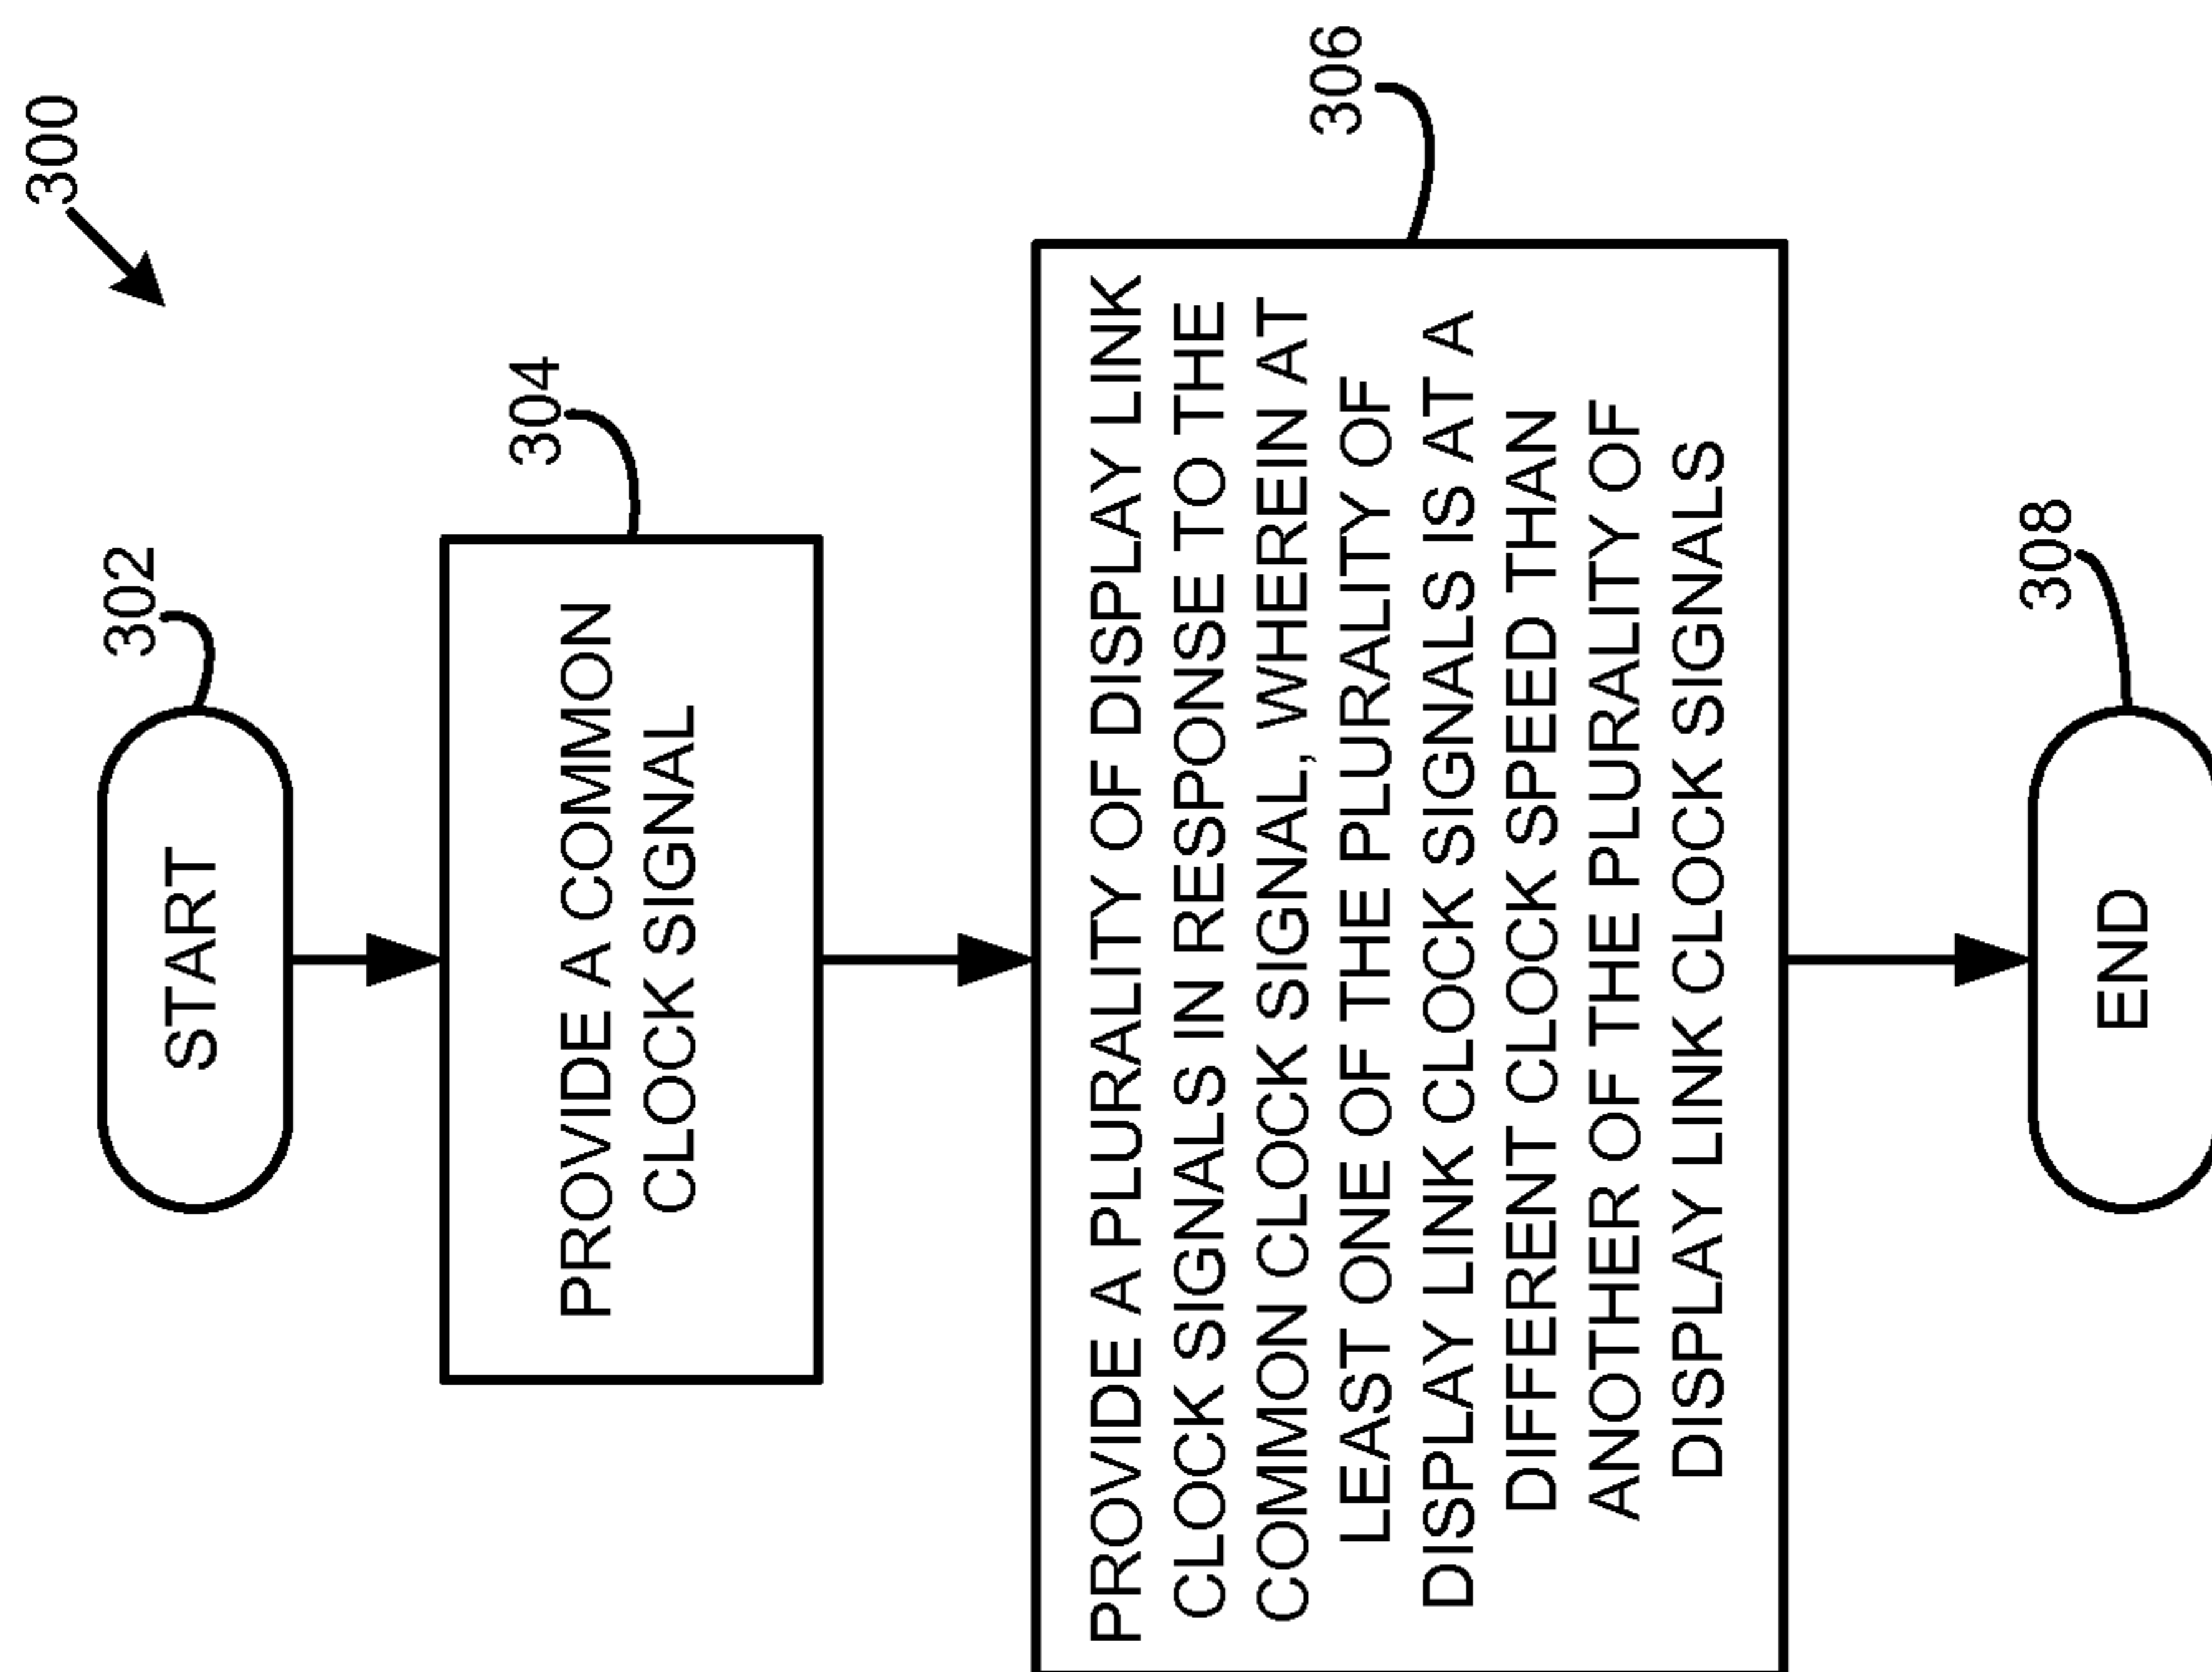 300
302
START
304
PROVIDE A COMMON
CLOCK SIGNAL
306
PROVIDE A PLURALITY OF DISPLAY LINK
CLOCK SIGNALS IN RESPONSE TO THE
COMMON CLOCK SIGNAL, WHEREIN AT
LEAST ONE OF THE PLURALITY OF
DISPLAY LINK CLOCK SIGNALS IS AT A
DIFFERENT CLOCK SPEED THAN
ANOTHER OF THE PLURALITY OF
DISPLAY LINK CLOCK SIGNALS
308
END